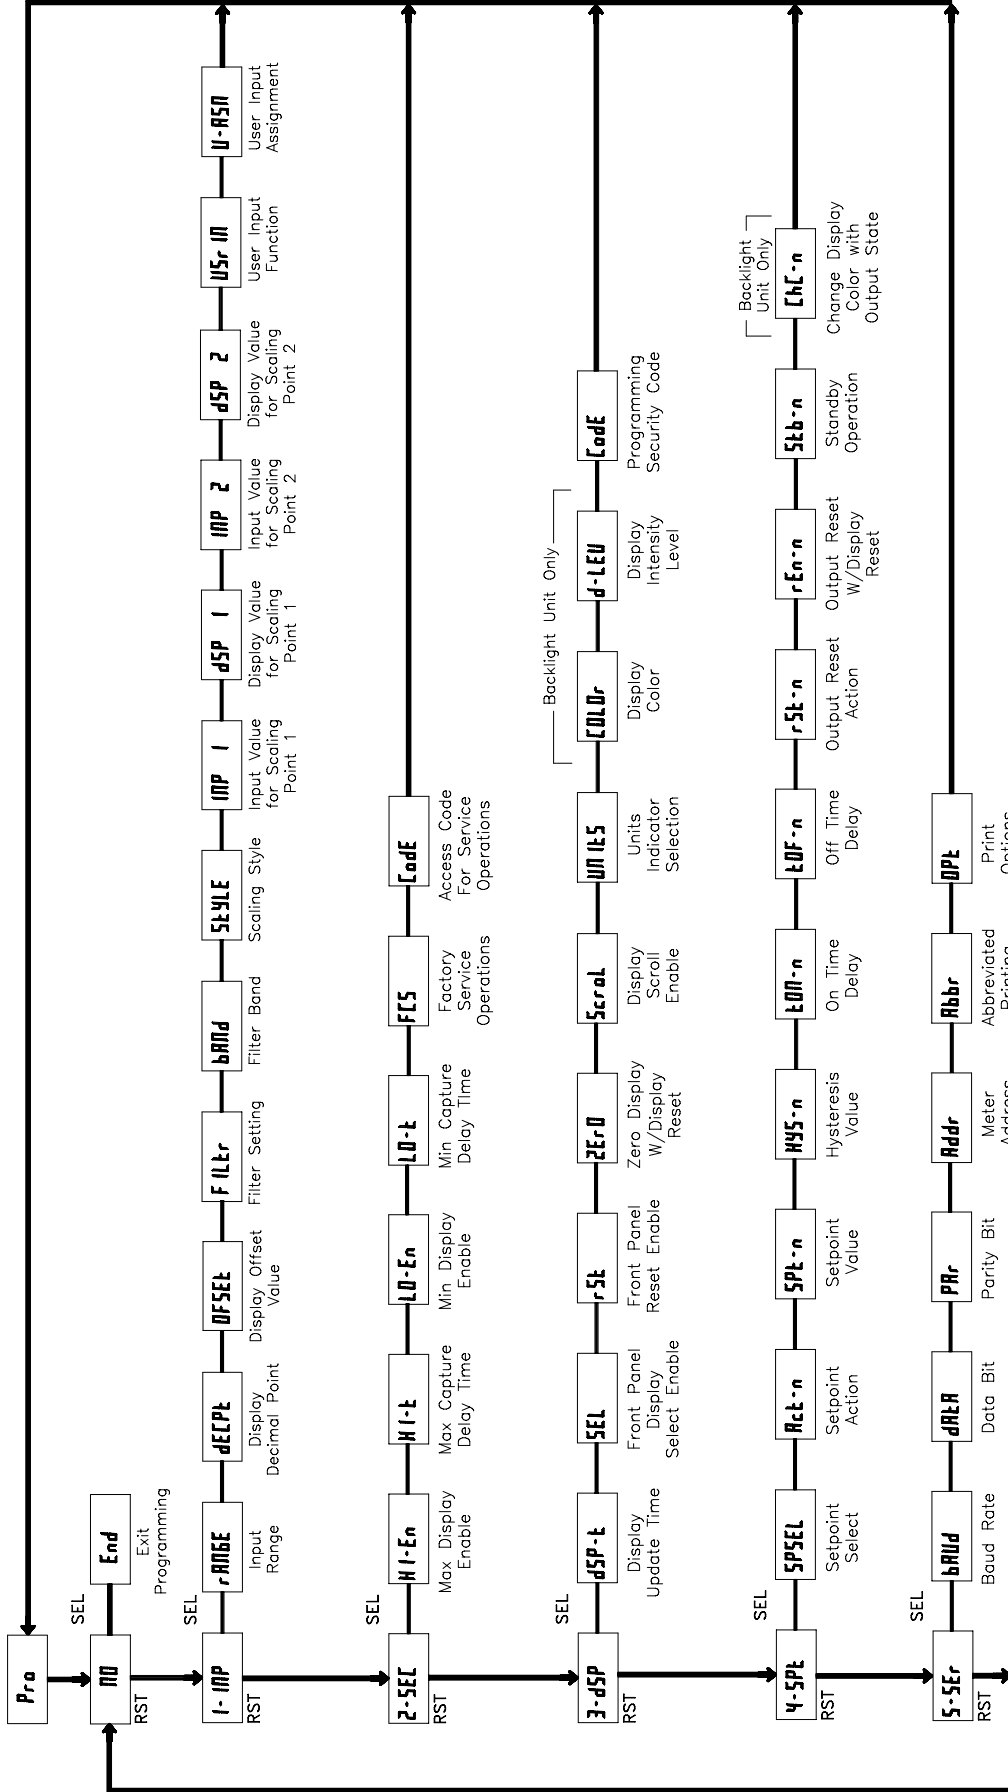 Pro
NO
RST
SEL
End
Exit
Programming
1-INP
RST
SEL
rANGE
Input
Range
dECPt
Display
Decimal Point
OFSEt
Display Offset
Value
FILtr
Filter Setting
bANd
Filter Band
StYLE
Scaling Style
INP 1
Input Value
for Scaling
Point 1
dSP 1
Display Value
for Scaling
Point 1
INP 2
Input Value
for Scaling
Point 2
dSP 2
Display Value
for Scaling
Point 2
USrIN
User Input
Function
U-ASN
User Input
Assignment
2-SEC
RST
SEL
HI-En
Max Display
Enable
HI-t
Max Capture
Delay Time
LO-En
Min Display
Enable
LO-t
Min Capture
Delay TIme
FCS
Factory
Service
Operations
CodE
Access Code
For Service
Operations
3-dSP
RST
SEL
dSP-t
Display
Update Time
SEL
Front Panel
Display
Select Enable
rSt
Front Panel
Reset Enable
ZErO
Zero Display
W/Display
Reset
ScroL
Display
Scroll
Enable
UNItS
Units
Indicator
Selection
Backlight Unit Only
COLOr
Display
Color
d-LEV
Display
Intensity
Level
CodE
Programming
Security Code
4-SPt
RST
SEL
SPSEL
Setpoint
Select
Act-n
Setpoint
Action
SPt-n
Setpoint
Value
HYS-n
Hysteresis
Value
tON-n
On Time
Delay
tOF-n
Off Time
Delay
rSt-n
Output Reset
Action
rEn-n
Output Reset
W/Display
Reset
Stb-n
Standby
Operation
Backlight
Unit Only
ChC-n
Change Display
Color with
Output State
5-SEr
RST
SEL
bAUd
Baud Rate
dAtA
Data Bit
PAr
Parity Bit
Addr
Meter
Address
Abbr
Abbreviated
Printing
OPt
Print
Options